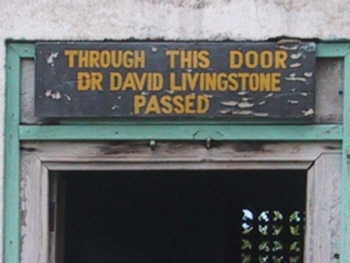 THROUGH THIS DOOR
DR DAVID LIVINGSTONE
PASSED